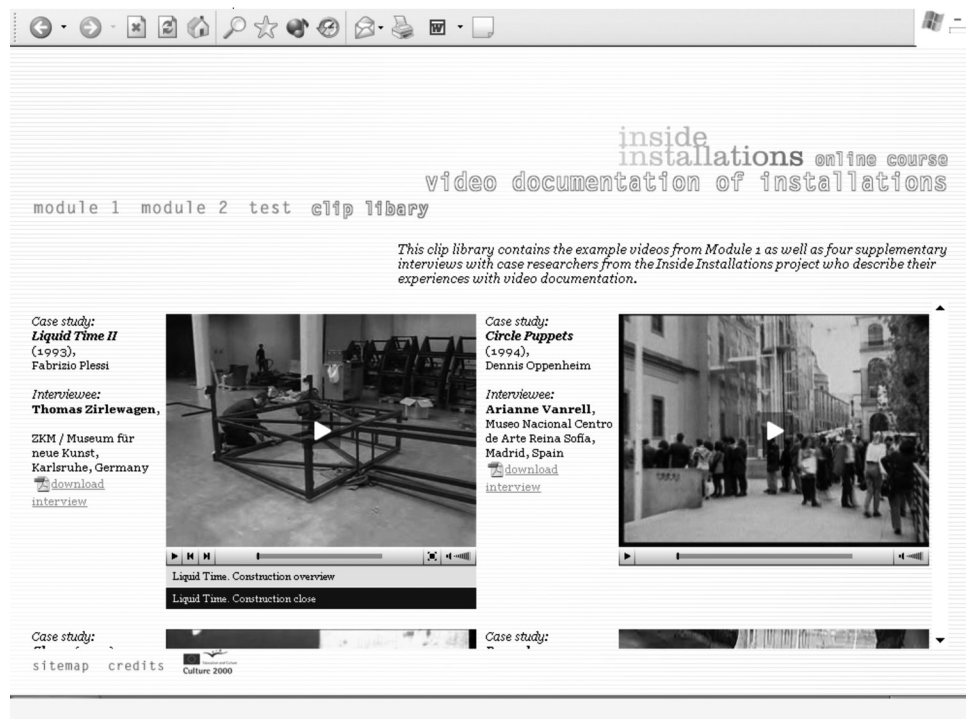 inside
installations online course
video documentation of installations
module 1 module 2 test clip libary
This clip library contains the example videos from Module 1 as well as four supplementary
interviews with case researchers from the Inside Installations project who describe their
experiences with video documentation.
Case study:
Liquid Time II
(1993),
Fabrizio Plessi
Interviewee:
Thomas Zirlewagen,
ZKM / Museum für
neue Kunst,
Karlsruhe, Germany
download
interview
Liquid Time. Construction overview
Liquid Time. Construction close
Case study:
Circle Puppets
(1994),
Dennis Oppenheim
Interviewee:
Arianne Vanrell,
Museo Nacional Centro
de Arte Reina Sofía,
Madrid, Spain
download
interview
Case study:
Case study:
sitemap credits
Culture 2000